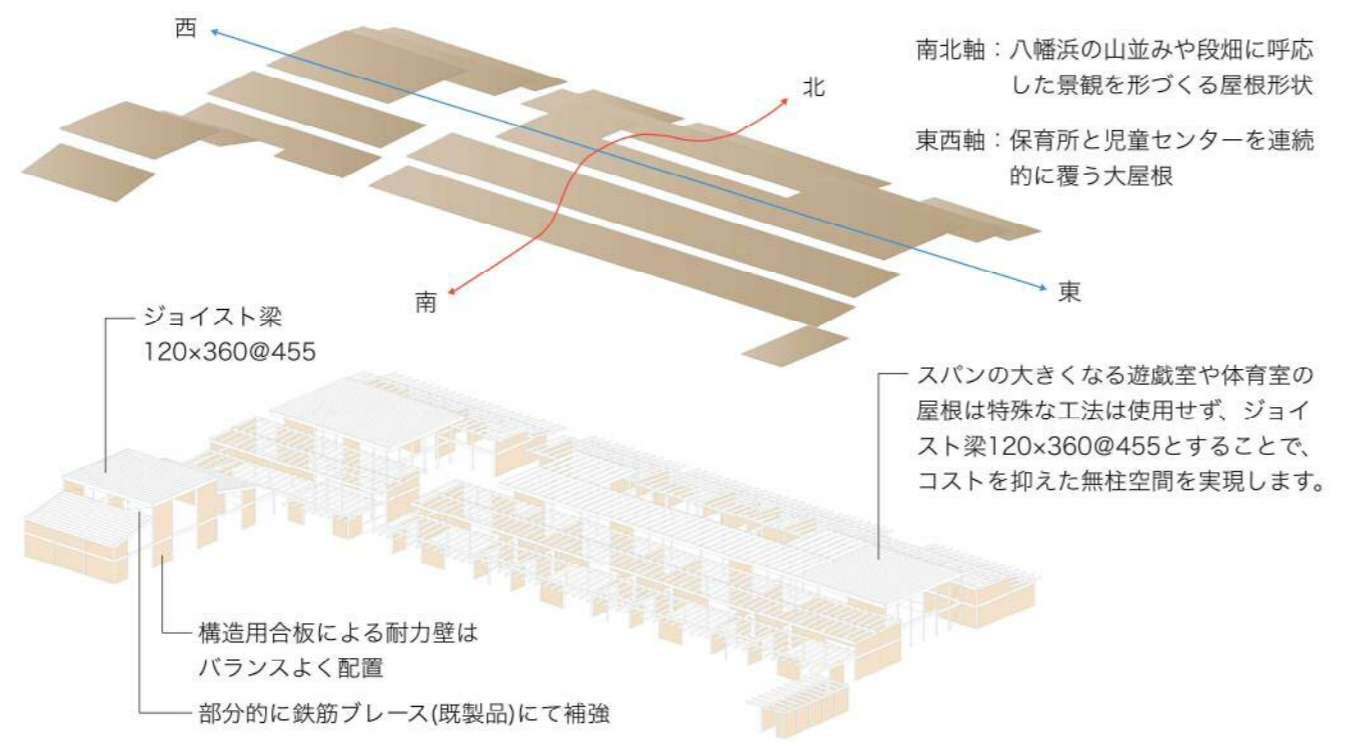 西
北
南
東
南北軸：八幡浜の山並みや段畑に呼応
した景観を形づくる屋根形状
東西軸：保育所と児童センターを連続
的に覆う大屋根
ジョイスト梁
120×360@455
スパンの大きくなる遊戯室や体育室の
屋根は特殊な工法は使用せず、ジョイ
スト梁120×360@455とすることで、
コストを抑えた無柱空間を実現します。
構造用合板による耐力壁は
バランスよく配置
部分的に鉄筋ブレース(既製品)にて補強